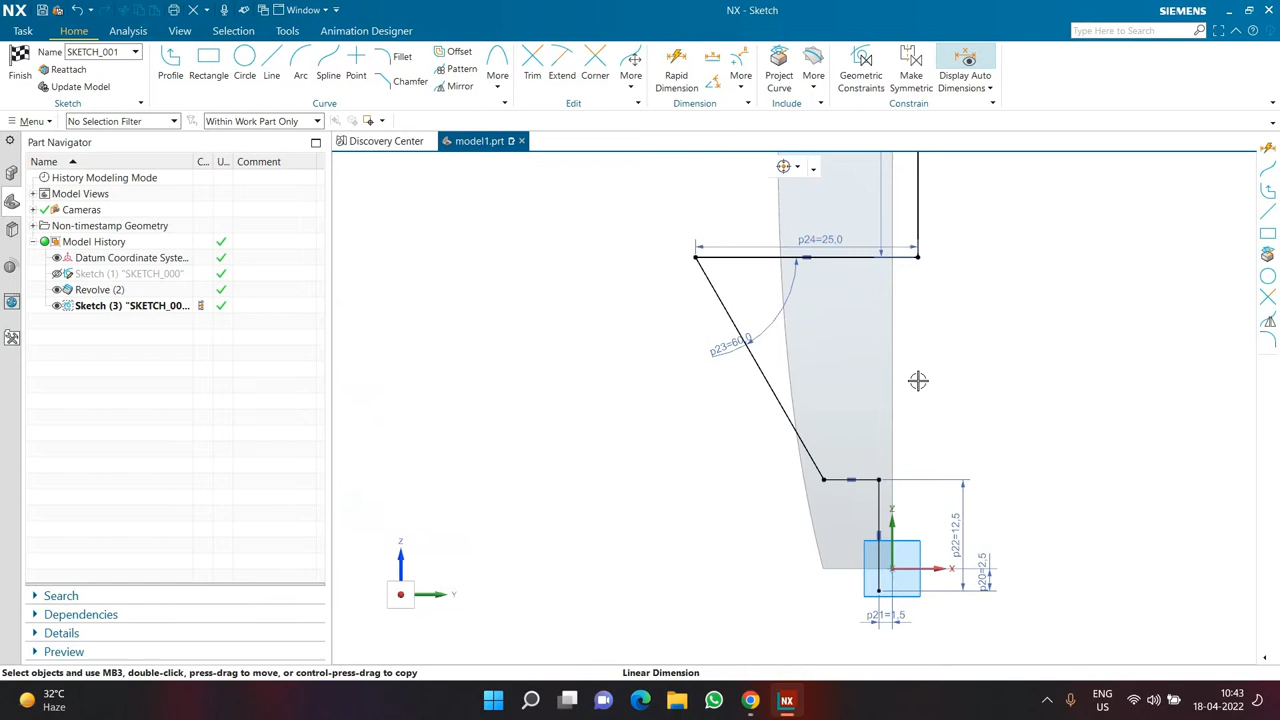 NX
Window
NX - Sketch
SIEMENS
Task
Home
Analysis
View
Selection
Tools
Animation Designer
Type Here to Search
Finish
Name
SKETCH_001
Reattach
Update Model
Profile
Rectangle
Circle
Line
Arc
Spline
Point
Fillet
Chamfer
Offset
Pattern
Mirror
More
Trim
Extend
Corner
More
Rapid
Dimension
More
Project
Curve
More
Geometric
Constraints
Make
Symmetric
Display Auto
Dimensions
Sketch
Curve
Edit
Dimension
Include
Constrain
Menu
No Selection Filter
Within Work Part Only
Part Navigator
Discovery Center
model1.prt
Name
C...
U...
Comment
History Modeling Mode
Model Views
Cameras
Non-timestamp Geometry
Model History
Datum Coordinate Syste...
Sketch (1) "SKETCH_000"
Revolve (2)
Sketch (3) "SKETCH_00...
p24=25,0
p23=60,0
p22=12,5
p20=2,5
p21=1,5
Z
X
Z
Y
Search
Dependencies
Details
Preview
Select objects and use MB3, double-click, press-drag to move, or control-press-drag to copy
Linear Dimension
32°C
Haze
NX
ENG
US
10:43
18-04-2022